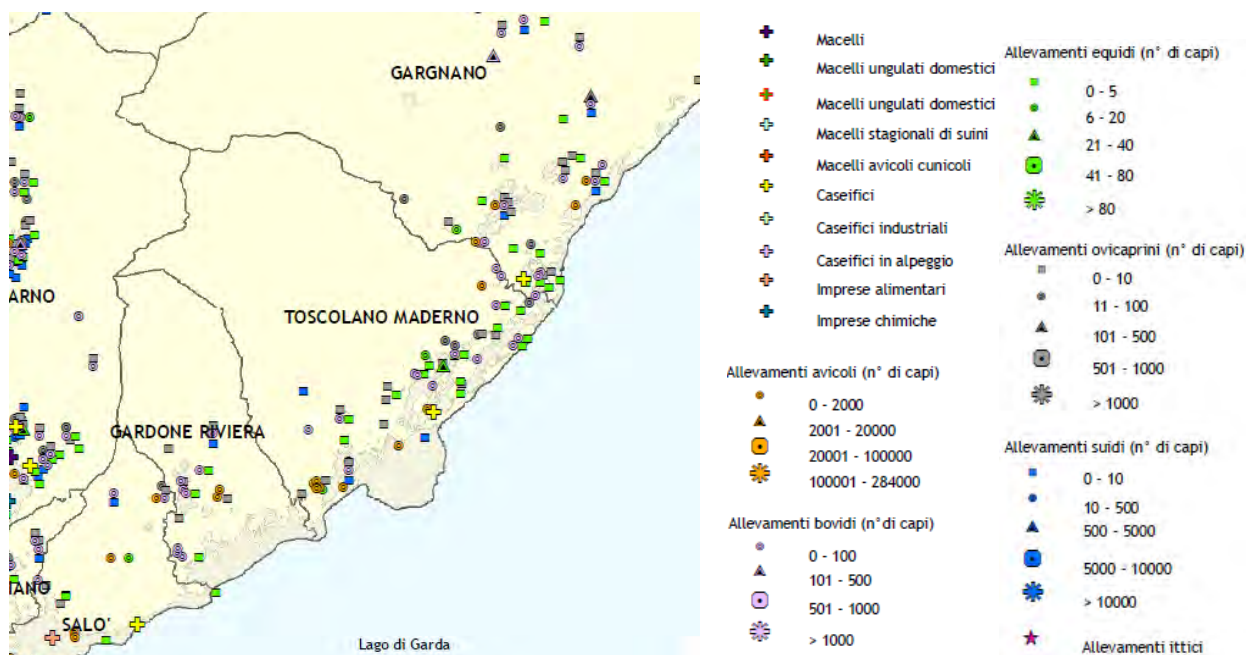 GARGNANO
ARNO
TOSCOLANO MADERNO
GARDONE RIVIERA
IANO
SALO'
Lago di Garda
Macelli
Macelli ungulati domestici
Macelli ungulati domestici
Macelli stagionali di suini
Macelli avicoli cunicoli
Caseifici
Caseifici industriali
Caseifici in alpeggio
Imprese alimentari
Imprese chimiche
Allevamenti avicoli (n° di capi)
0 - 2000
2001 - 20000
20001 - 100000
100001 - 284000
Allevamenti bovidi (n°di capi)
0 - 100
101 - 500
501 - 1000
> 1000
Allevamenti equidi (n° di capi)
0 - 5
6 - 20
21 - 40
41 - 80
> 80
Allevamenti ovicaprini (n° di capi)
0 - 10
11 - 100
101 - 500
501 - 1000
> 1000
Allevamenti suidi (n° di capi)
0 - 10
10 - 500
500 - 5000
5000 - 10000
> 10000
Allevamenti ittici